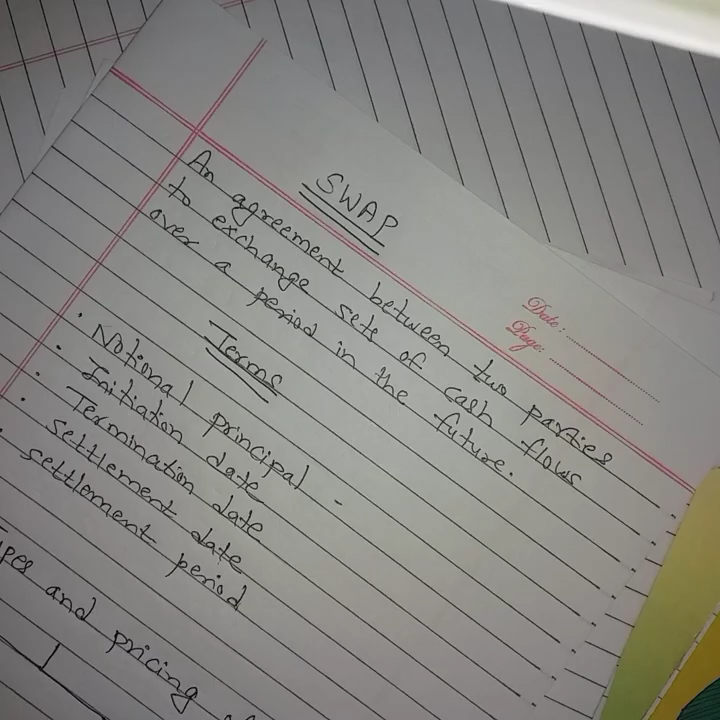 SWAP
Date:
Page:
An agreement between two parties
to exchange sets of cash flows
over a period in the future.
Terms
· Notional principal -
· Initiation date
· Termination date
· settlement date
· settlement period
and pricing